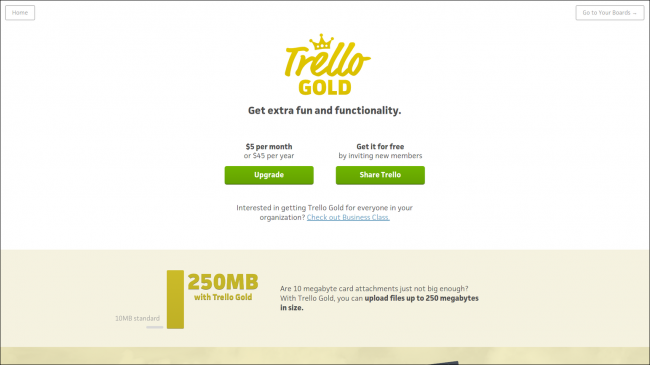 Home
Go to Your Boards →
Trello
GOLD
Get extra fun and functionality.
$5 per month
or $45 per year
Upgrade
Get it for free
by inviting new members
Share Trello
Interested in getting Trello Gold for everyone in your
organization? Check out Business Class.
250MB
with Trello Gold
10MB standard
Are 10 megabyte card attachments just not big enough?
With Trello Gold, you can upload files up to 250 megabytes
in size.